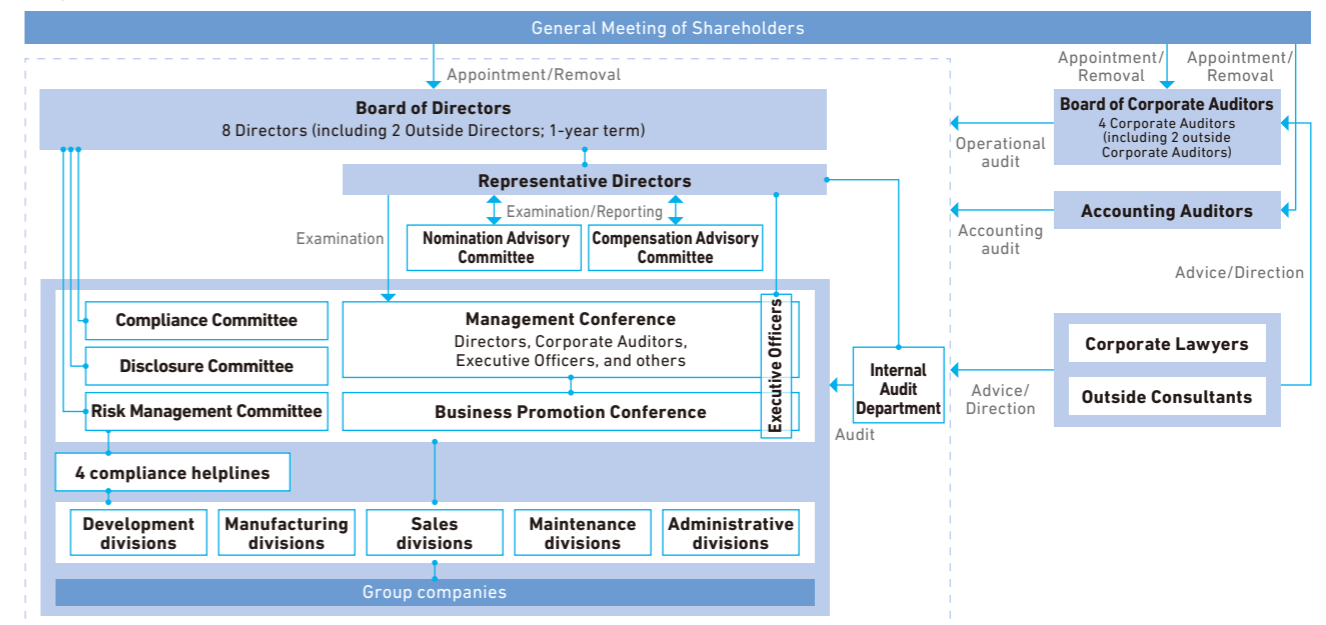 General Meeting of Shareholders
Appointment/Removal
Appointment/
Removal
Appointment/
Removal
Board of Directors
8 Directors (including 2 Outside Directors; 1-year term)
Board of Corporate Auditors
4 Corporate Auditors
(including 2 outside
Corporate Auditors)
Operational
audit
Representative Directors
Examination/Reporting
Examination
Nomination Advisory
Committee
Compensation Advisory
Committee
Accounting Auditors
Accounting
audit
Advice/Direction
Compliance Committee
Disclosure Committee
Risk Management Committee
Management Conference
Directors, Corporate Auditors,
Executive Officers, and others
Business Promotion Conference
Executive Officers
Internal
Audit
Department
Audit
Advice/
Direction
Corporate Lawyers
Outside Consultants
4 compliance helplines
Development
divisions
Manufacturing
divisions
Sales
divisions
Maintenance
divisions
Administrative
divisions
Group companies